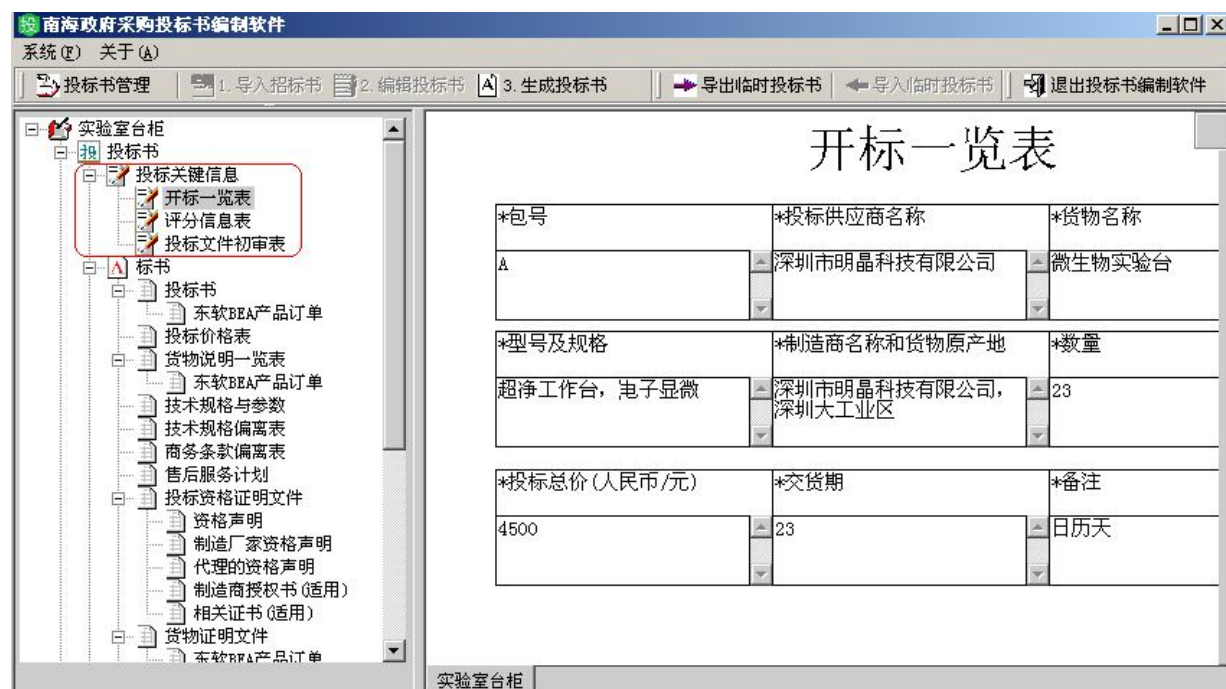 南海政府采购投标书编制软件
系统(F) 关于(A)
投标书管理 1. 导入招标书 2. 编辑投标书 3. 生成投标书 导出临时投标书 导入临时投标书 退出投标书编制软件
实验室台柜
投标书
投标关键信息
开标一览表
评分信息表
投标文件初审表
标书
投标书
东软BEA产品订单
投标价格表
货物说明一览表
东软BEA产品订单
技术规格与参数
技术规格偏离表
商务条款偏离表
售后服务计划
投标资格证明文件
资格声明
制造厂家资格声明
代理的资格声明
制造商授权书(适用)
相关证书(适用)
货物证明文件
东软BEA产品订单
开标一览表
*包号 *投标供应商名称 *货物名称
A 深圳市明晶科技有限公司 微生物实验台
*型号及规格 *制造商名称和货物原产地 *数量
超净工作台，电子显微 深圳市明晶科技有限公司， 23
深圳大工业区
*投标总价(人民币/元) *交货期 *备注
4500 23 日历天
实验室台柜